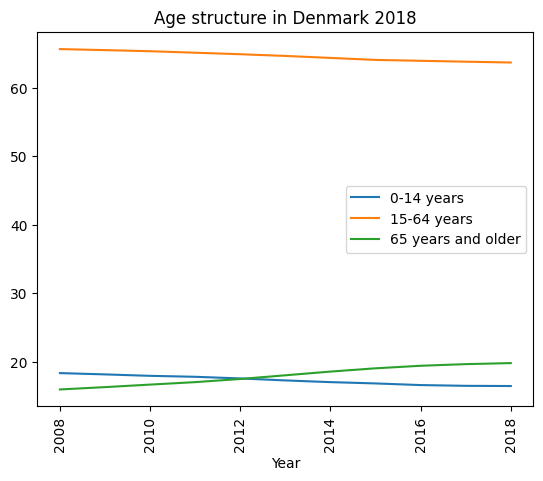 Age structure in Denmark 2018
60
50
40
30
20
0-14 years
15-64 years
65 years and older
2008
2010
2012
2014
2016
2018
Year